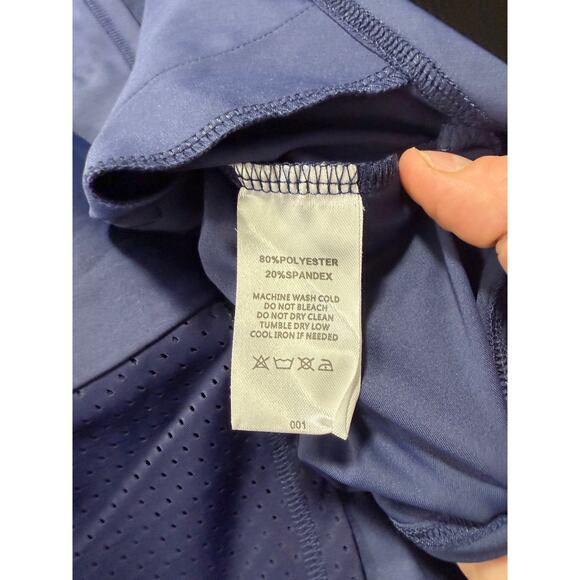 80%POLYESTER
20%SPANDEX
MACHINE WASH COLD
DO NOT BLEACH
DO NOT DRY CLEAN
TUMBLE DRY LOW
COOL IRON IF NEEDED
001